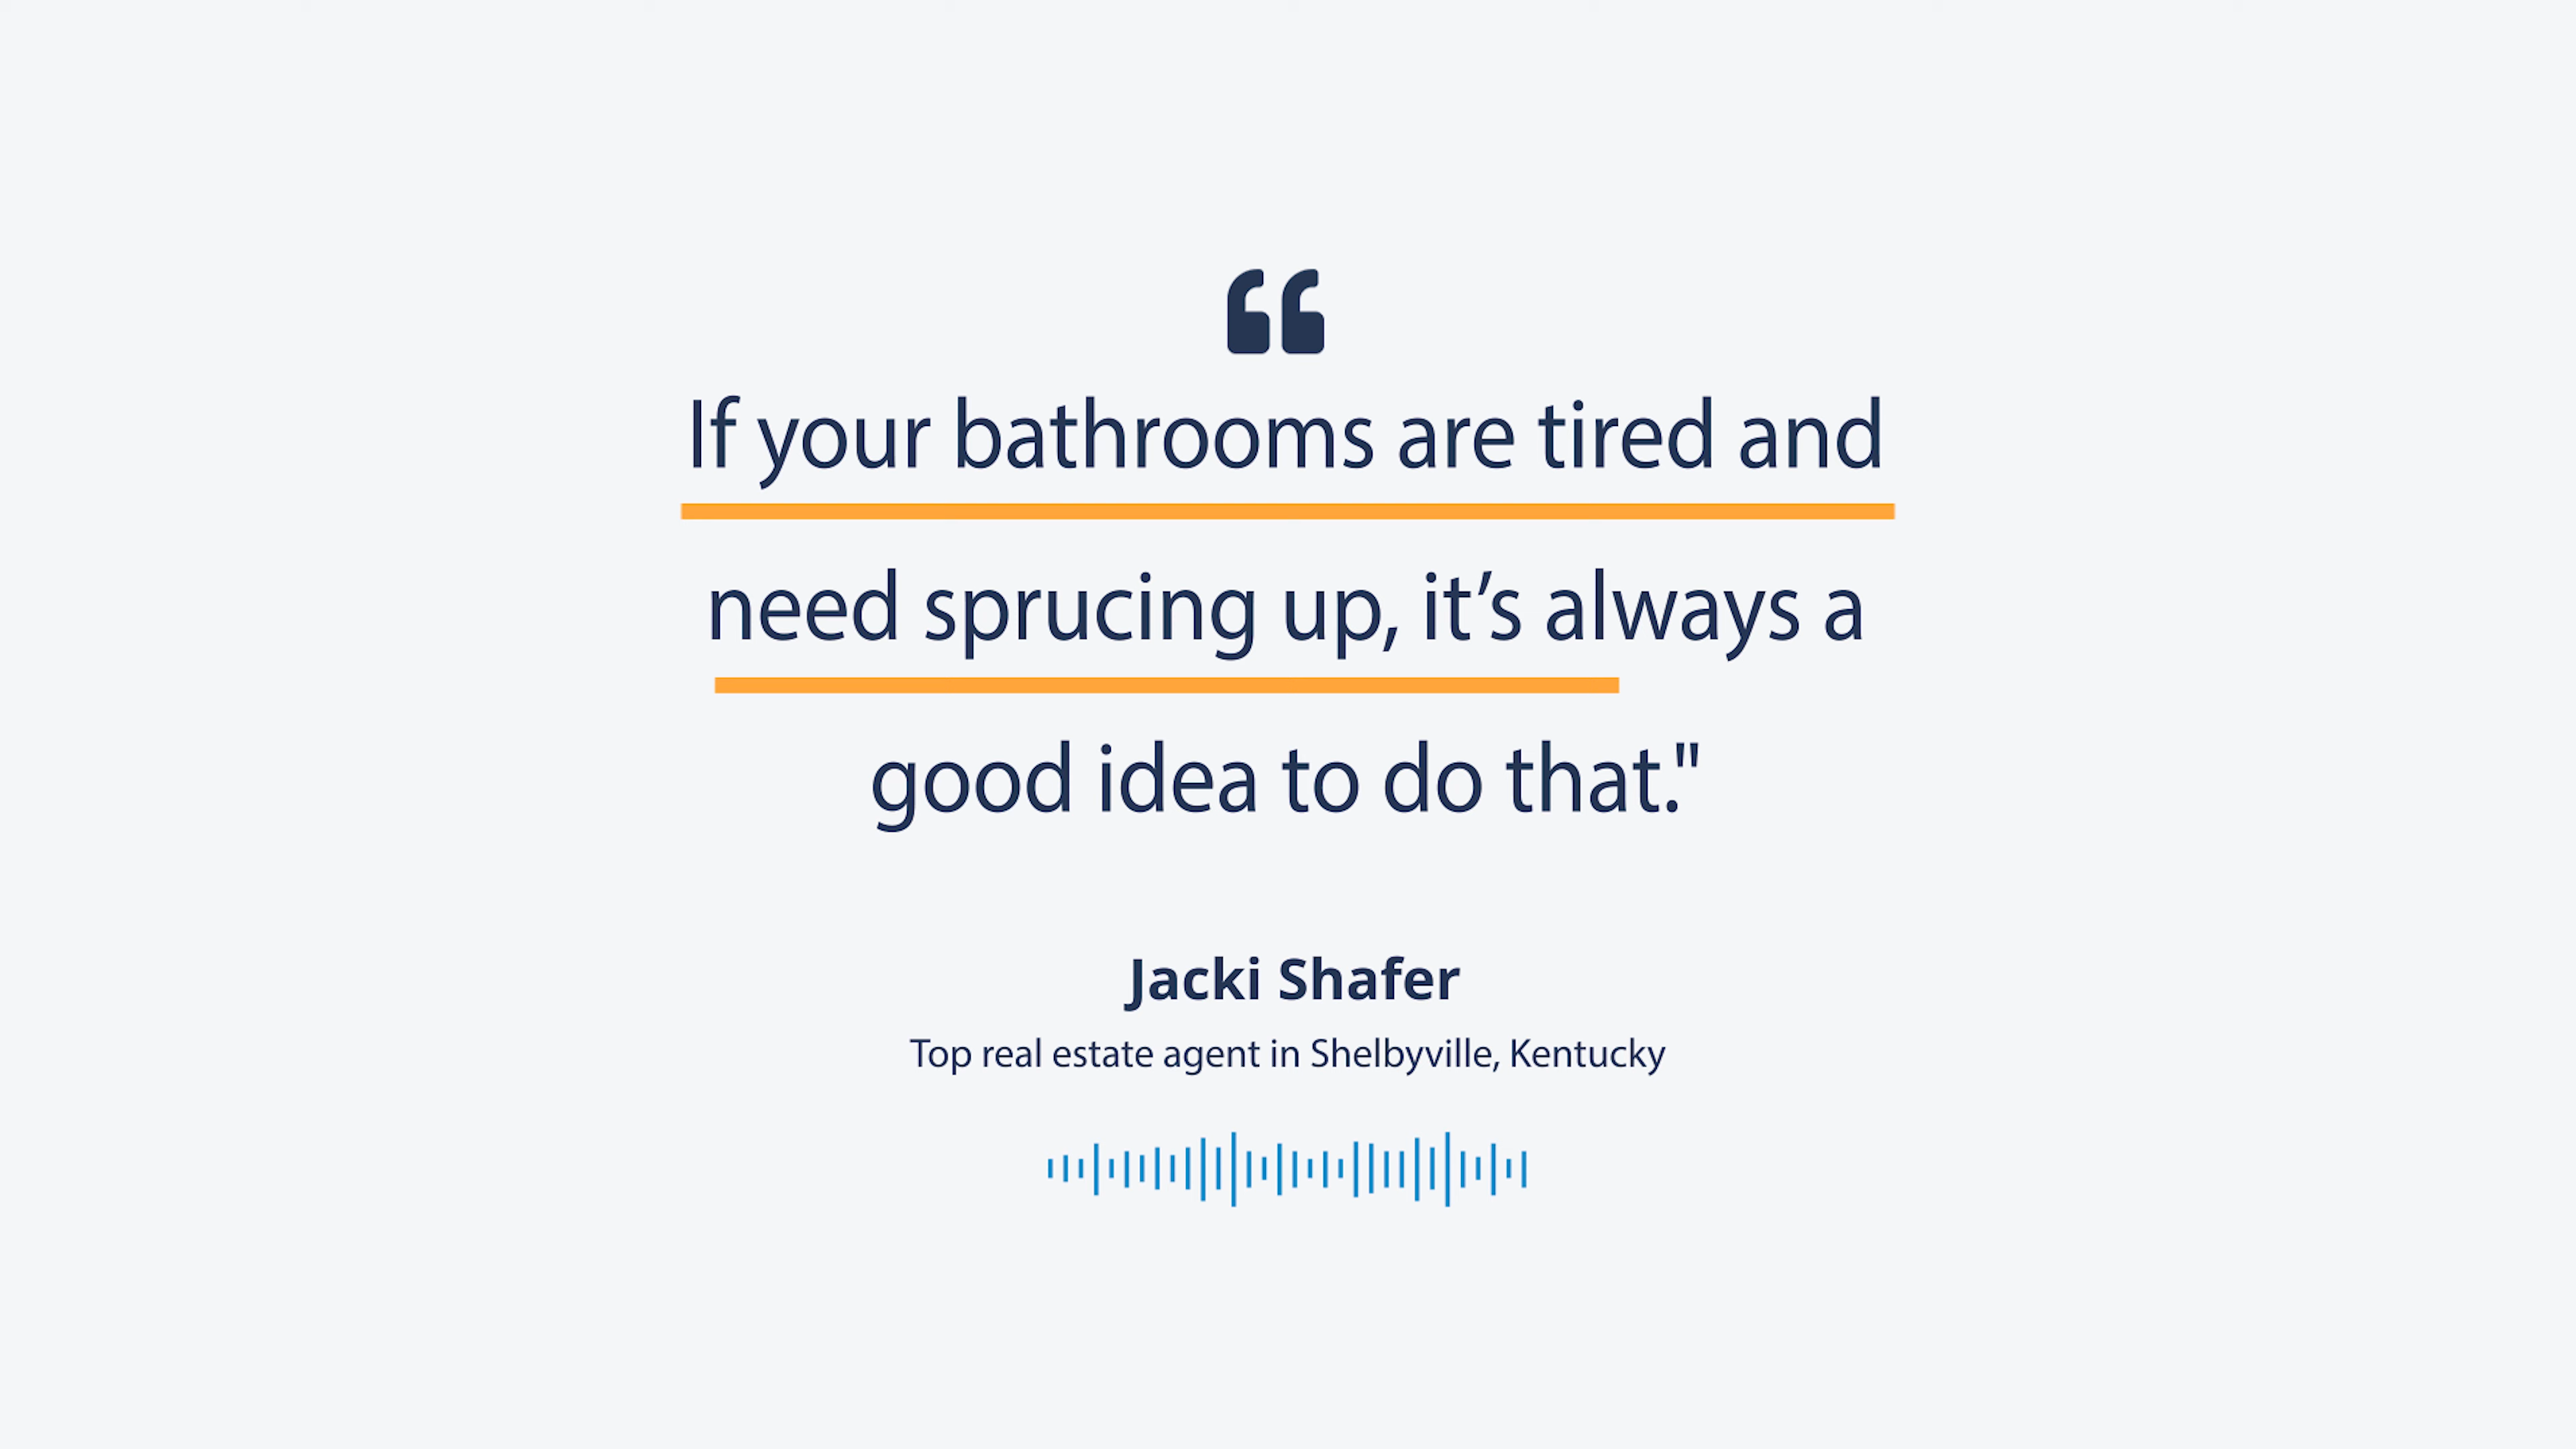 “
If your bathrooms are tired and
need sprucing up, it’s always a
good idea to do that."
Jacki Shafer
Top real estate agent in Shelbyville, Kentucky